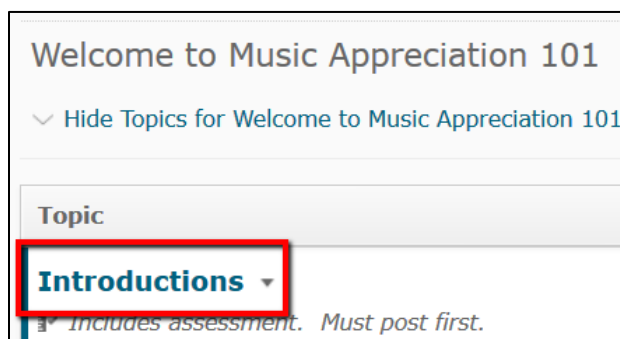 Welcome to Music Appreciation 101
Hide Topics for Welcome to Music Appreciation 101
Topic
Introductions
Includes assessment. Must post first.